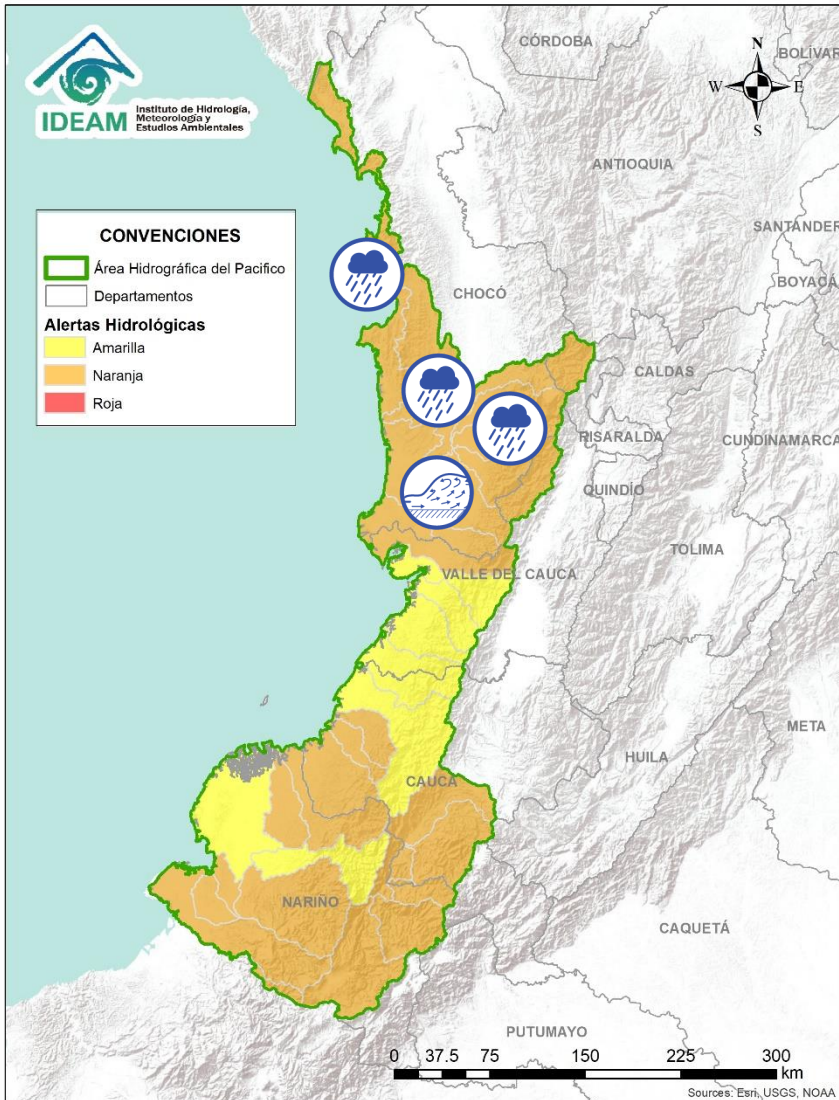 IDEAM
Instituto de Hidrología,
Meteorología y
Estudios Ambientales
CÓRDOBA
BOLÍVAR
N
W
E
S
ANTIOQUIA
SANTANDER
BOYACÁ
CONVENCIONES
Área Hidrográfica del Pacifico
Departamentos
Alertas Hidrológicas
Amarilla
Naranja
Roja
CHOCÓ
CALDAS
RISARALDA
CUNDINAMARCA
QUINDÍO
TOLIMA
VALLE DEL CAUCA
META
HUILA
CAUCA
NARIÑO
CAQUETÁ
PUTUMAYO
0 37.5 75 150 225 300
km
Sources: Esri, USGS, NOAA